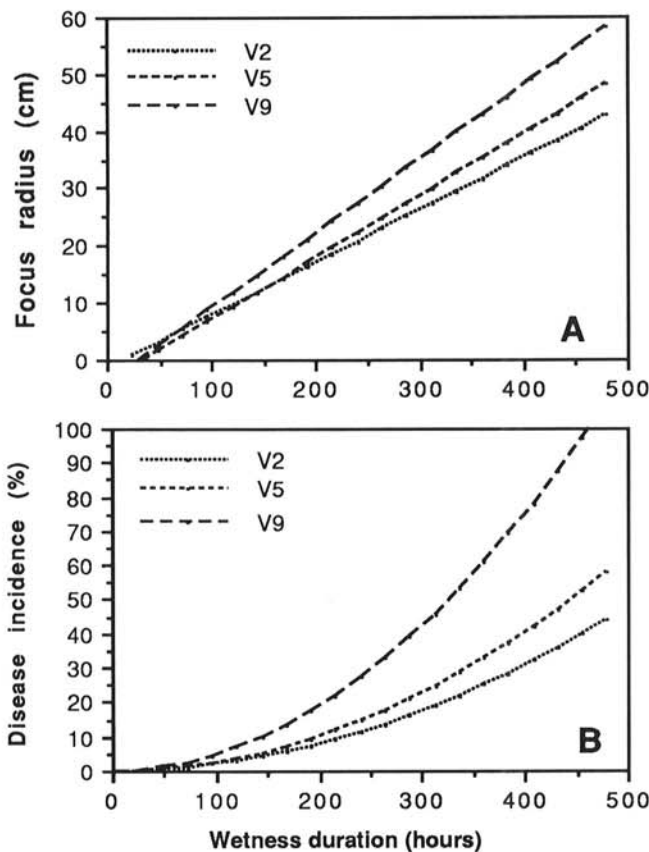 60
50
40
30
20
10
0
Focus radius (cm)
V2
V5
V9
A
0 100 200 300 400 500
100
90
80
70
60
50
40
30
20
10
0
Disease incidence (%)
V2
V5
V9
B
0 100 200 300 400 500
Wetness duration (hours)